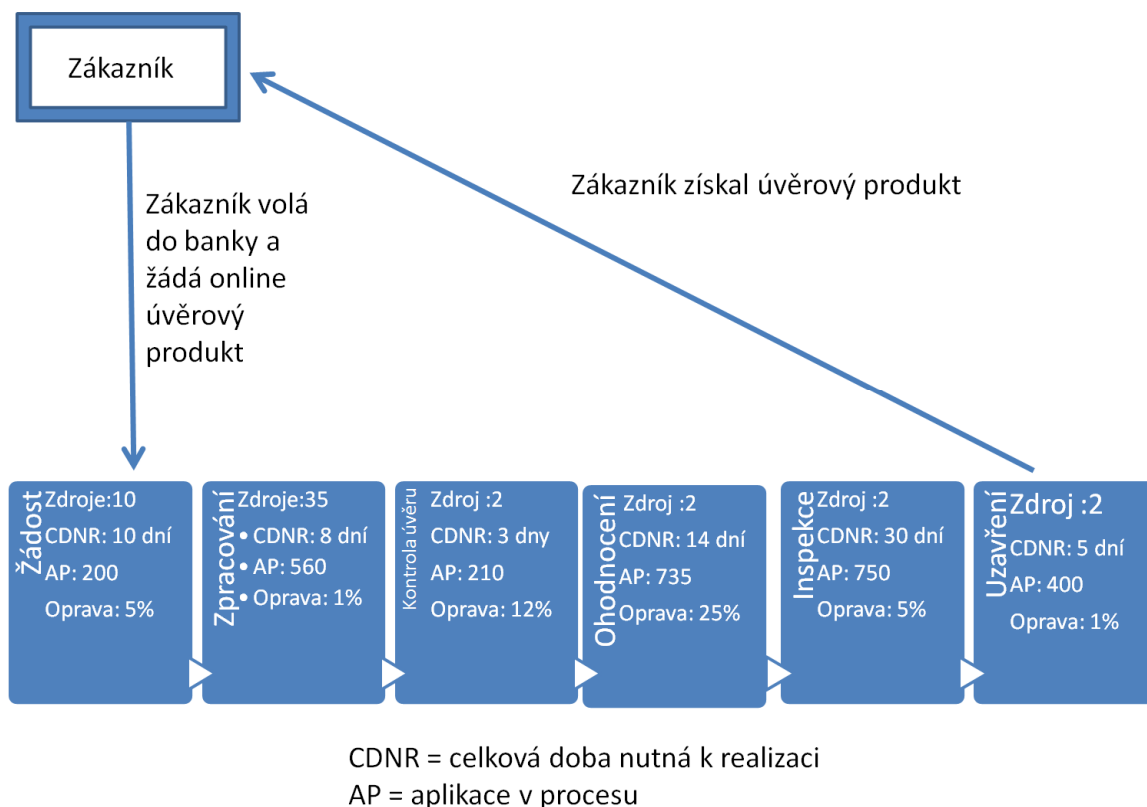 Zákazník
Zákazník volá
do banky a
žádá online
úvěrový
produkt
Zákazník získal úvěrový produkt
Žádost
Zdroje:10
CDNR: 10 dní
AP: 200
Oprava: 5%
Zpracování
Zdroje:35
• CDNR: 8 dní
• AP: 560
• Oprava: 1%
Kontrola úvěru
Zdroj :2
CDNR: 3 dny
AP: 210
Oprava: 12%
Ohodnocení
Zdroj :2
CDNR: 14 dní
AP: 735
Oprava: 25%
Inspekce
Zdroj :2
CDNR: 30 dní
AP: 750
Oprava: 5%
Uzavření
Zdroj :2
CDNR: 5 dní
AP: 400
Oprava: 1%
CDNR = celková doba nutná k realizaci
AP = aplikace v procesu